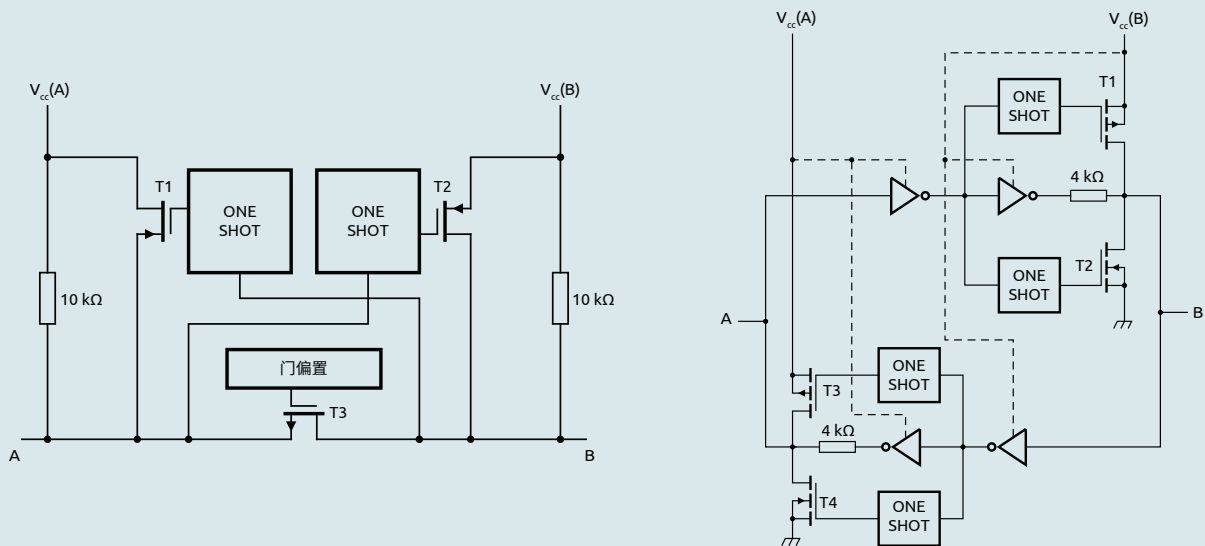 Vcc(A)
Vcc(B)
T1
ONE
SHOT
ONE
SHOT
T2
10 kΩ
10 kΩ
门偏置
T3
A
B
Vcc(A)
Vcc(B)
ONE
SHOT
T1
4 kΩ
ONE
SHOT
T2
A
B
ONE
SHOT
T3
4 kΩ
T4
ONE
SHOT